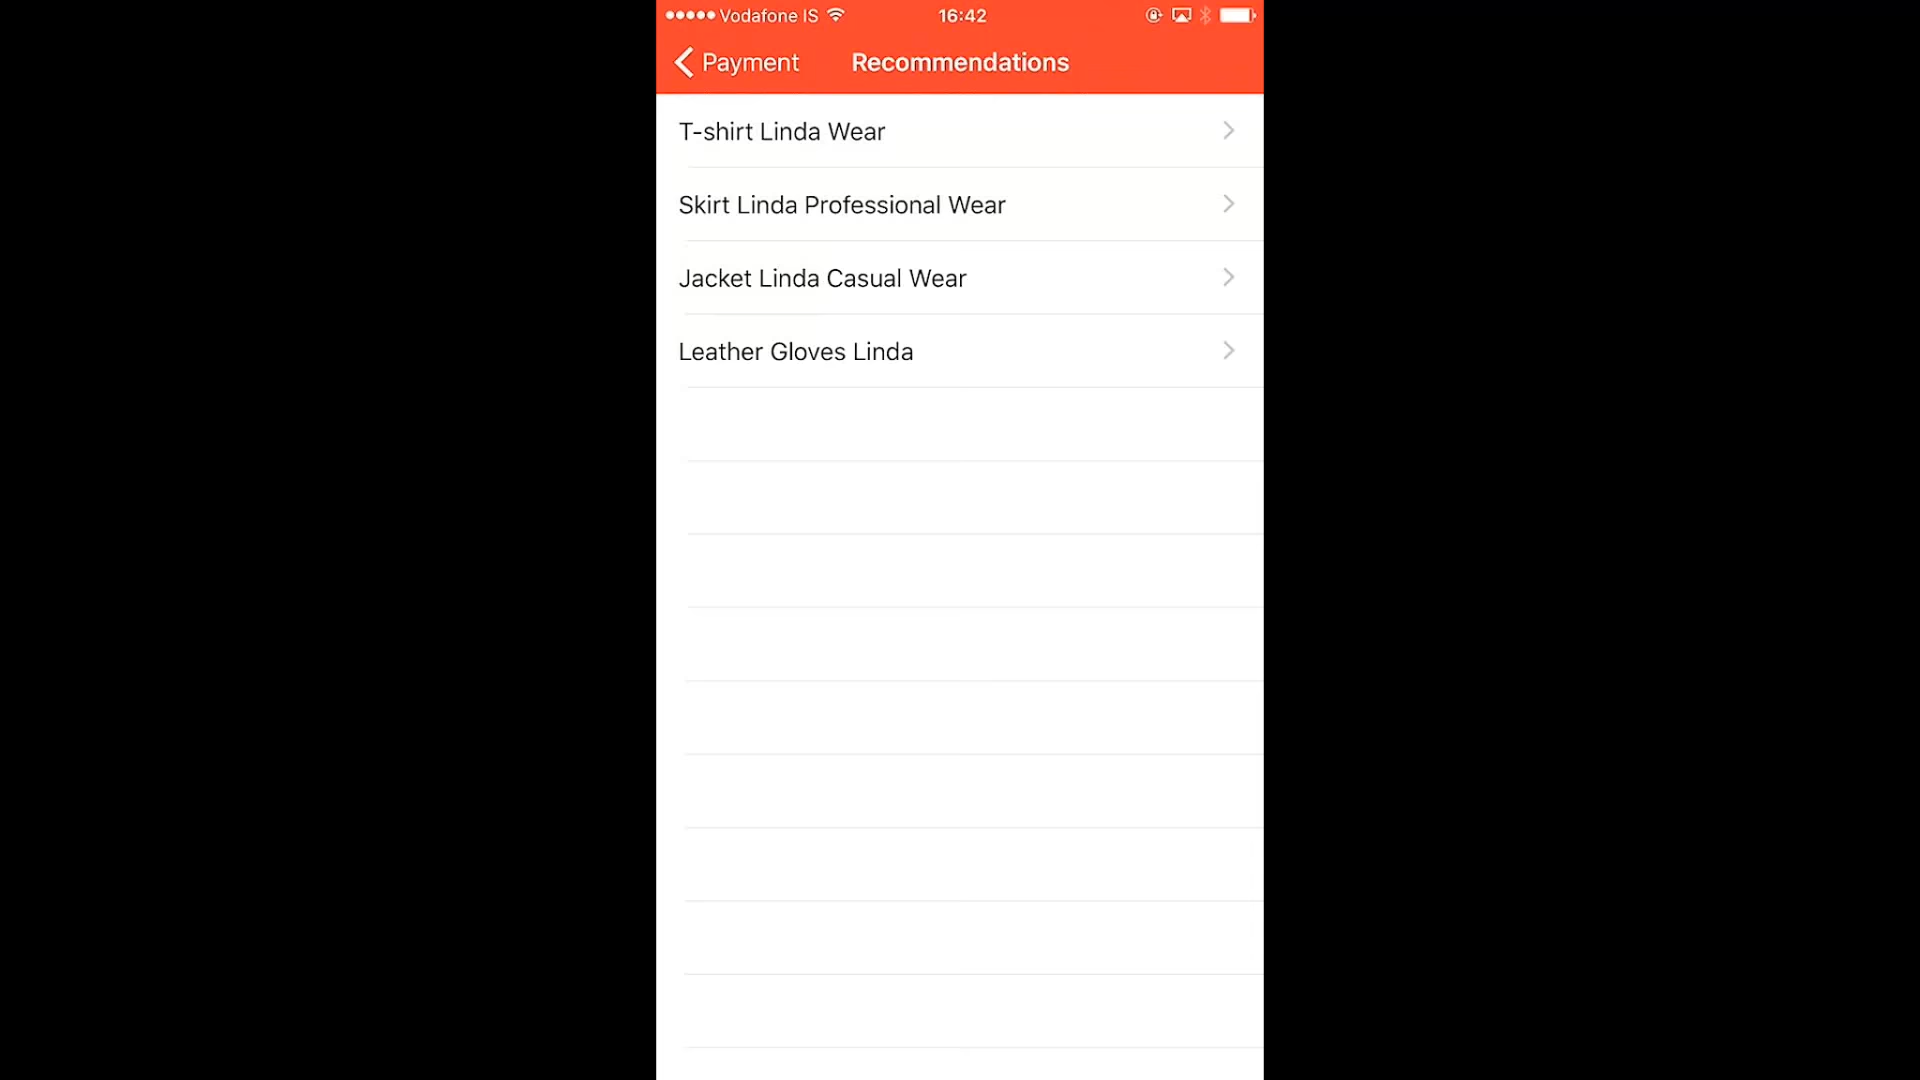 Vodafone IS 16:42
Payment Recommendations
T-shirt Linda Wear
Skirt Linda Professional Wear
Jacket Linda Casual Wear
Leather Gloves Linda